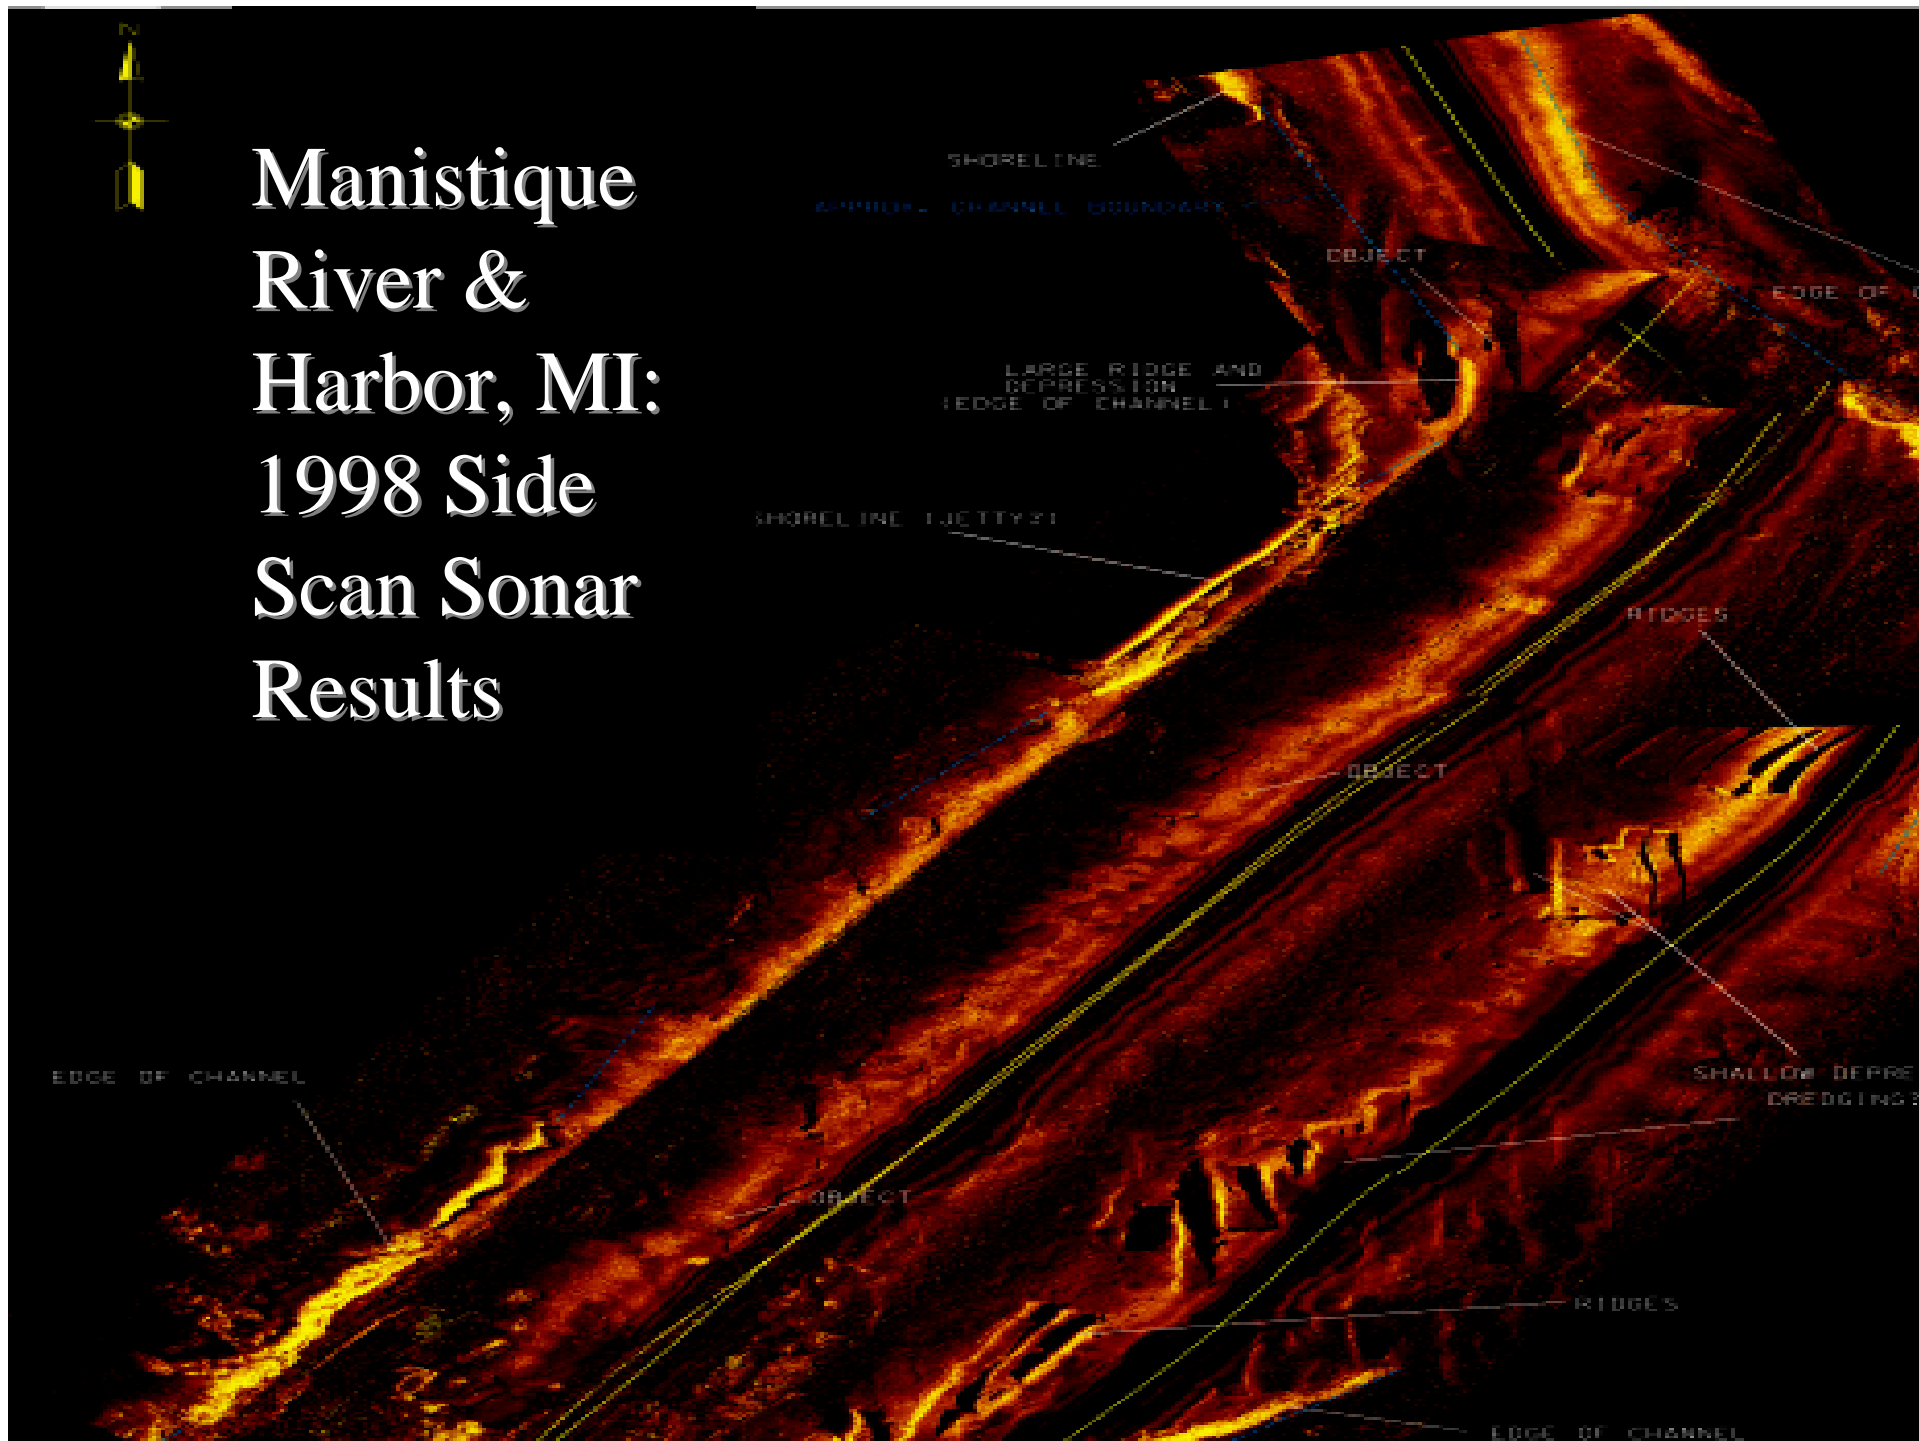 N
Manistique
River &
Harbor, MI:
1998 Side
Scan Sonar
Results
SHORELINE
APPROX. CHANNEL BOUNDARY
OBJECT
EDGE OF
LARGE RIDGE AND
DEPRESSION
(EDGE OF CHANNEL)
SHORELINE (JETTY?)
RIDGES
OBJECT
EDGE OF CHANNEL
SHALLOW DEPRE
DREDGING?
OBJECT
RIDGES
EDGE OF CHANNEL